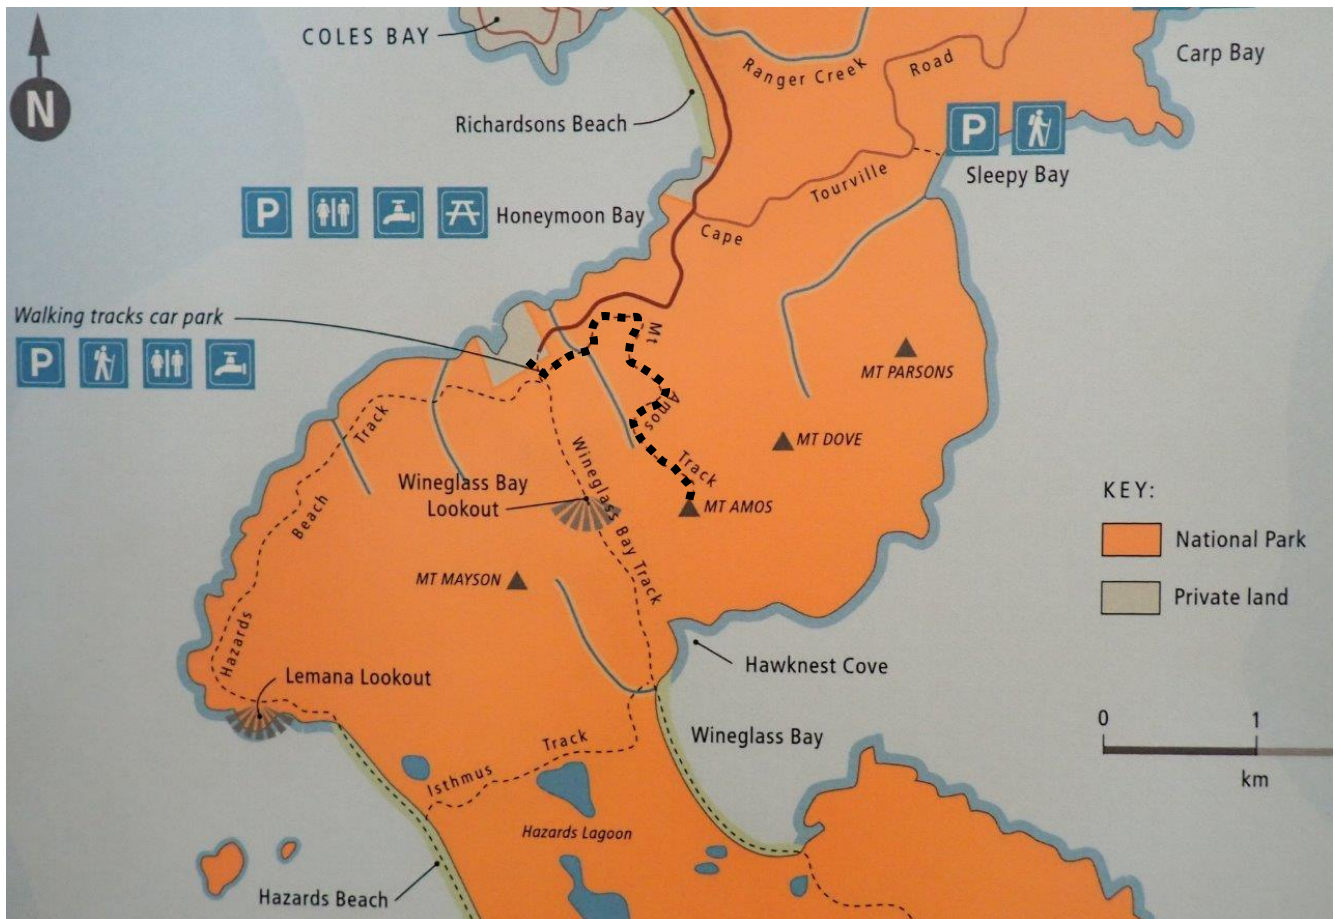 COLES BAY
Ranger Creek
Road
Carp Bay
N
Richardsons Beach
P
Sleepy Bay
Tourville
P
Honeymoon Bay
Cape
Walking tracks car park
Mt
P
MT PARSONS
Amos
Track
MT DOVE
Wineglass Bay Track
Track
Wineglass Bay
Lookout
MT AMOS
KEY:
Beach
National Park
MT MAYSON
Private land
Hazards
Hawknest Cove
Lemana Lookout
0 1
km
Wineglass Bay
Track
Isthmus
Hazards Lagoon
Hazards Beach